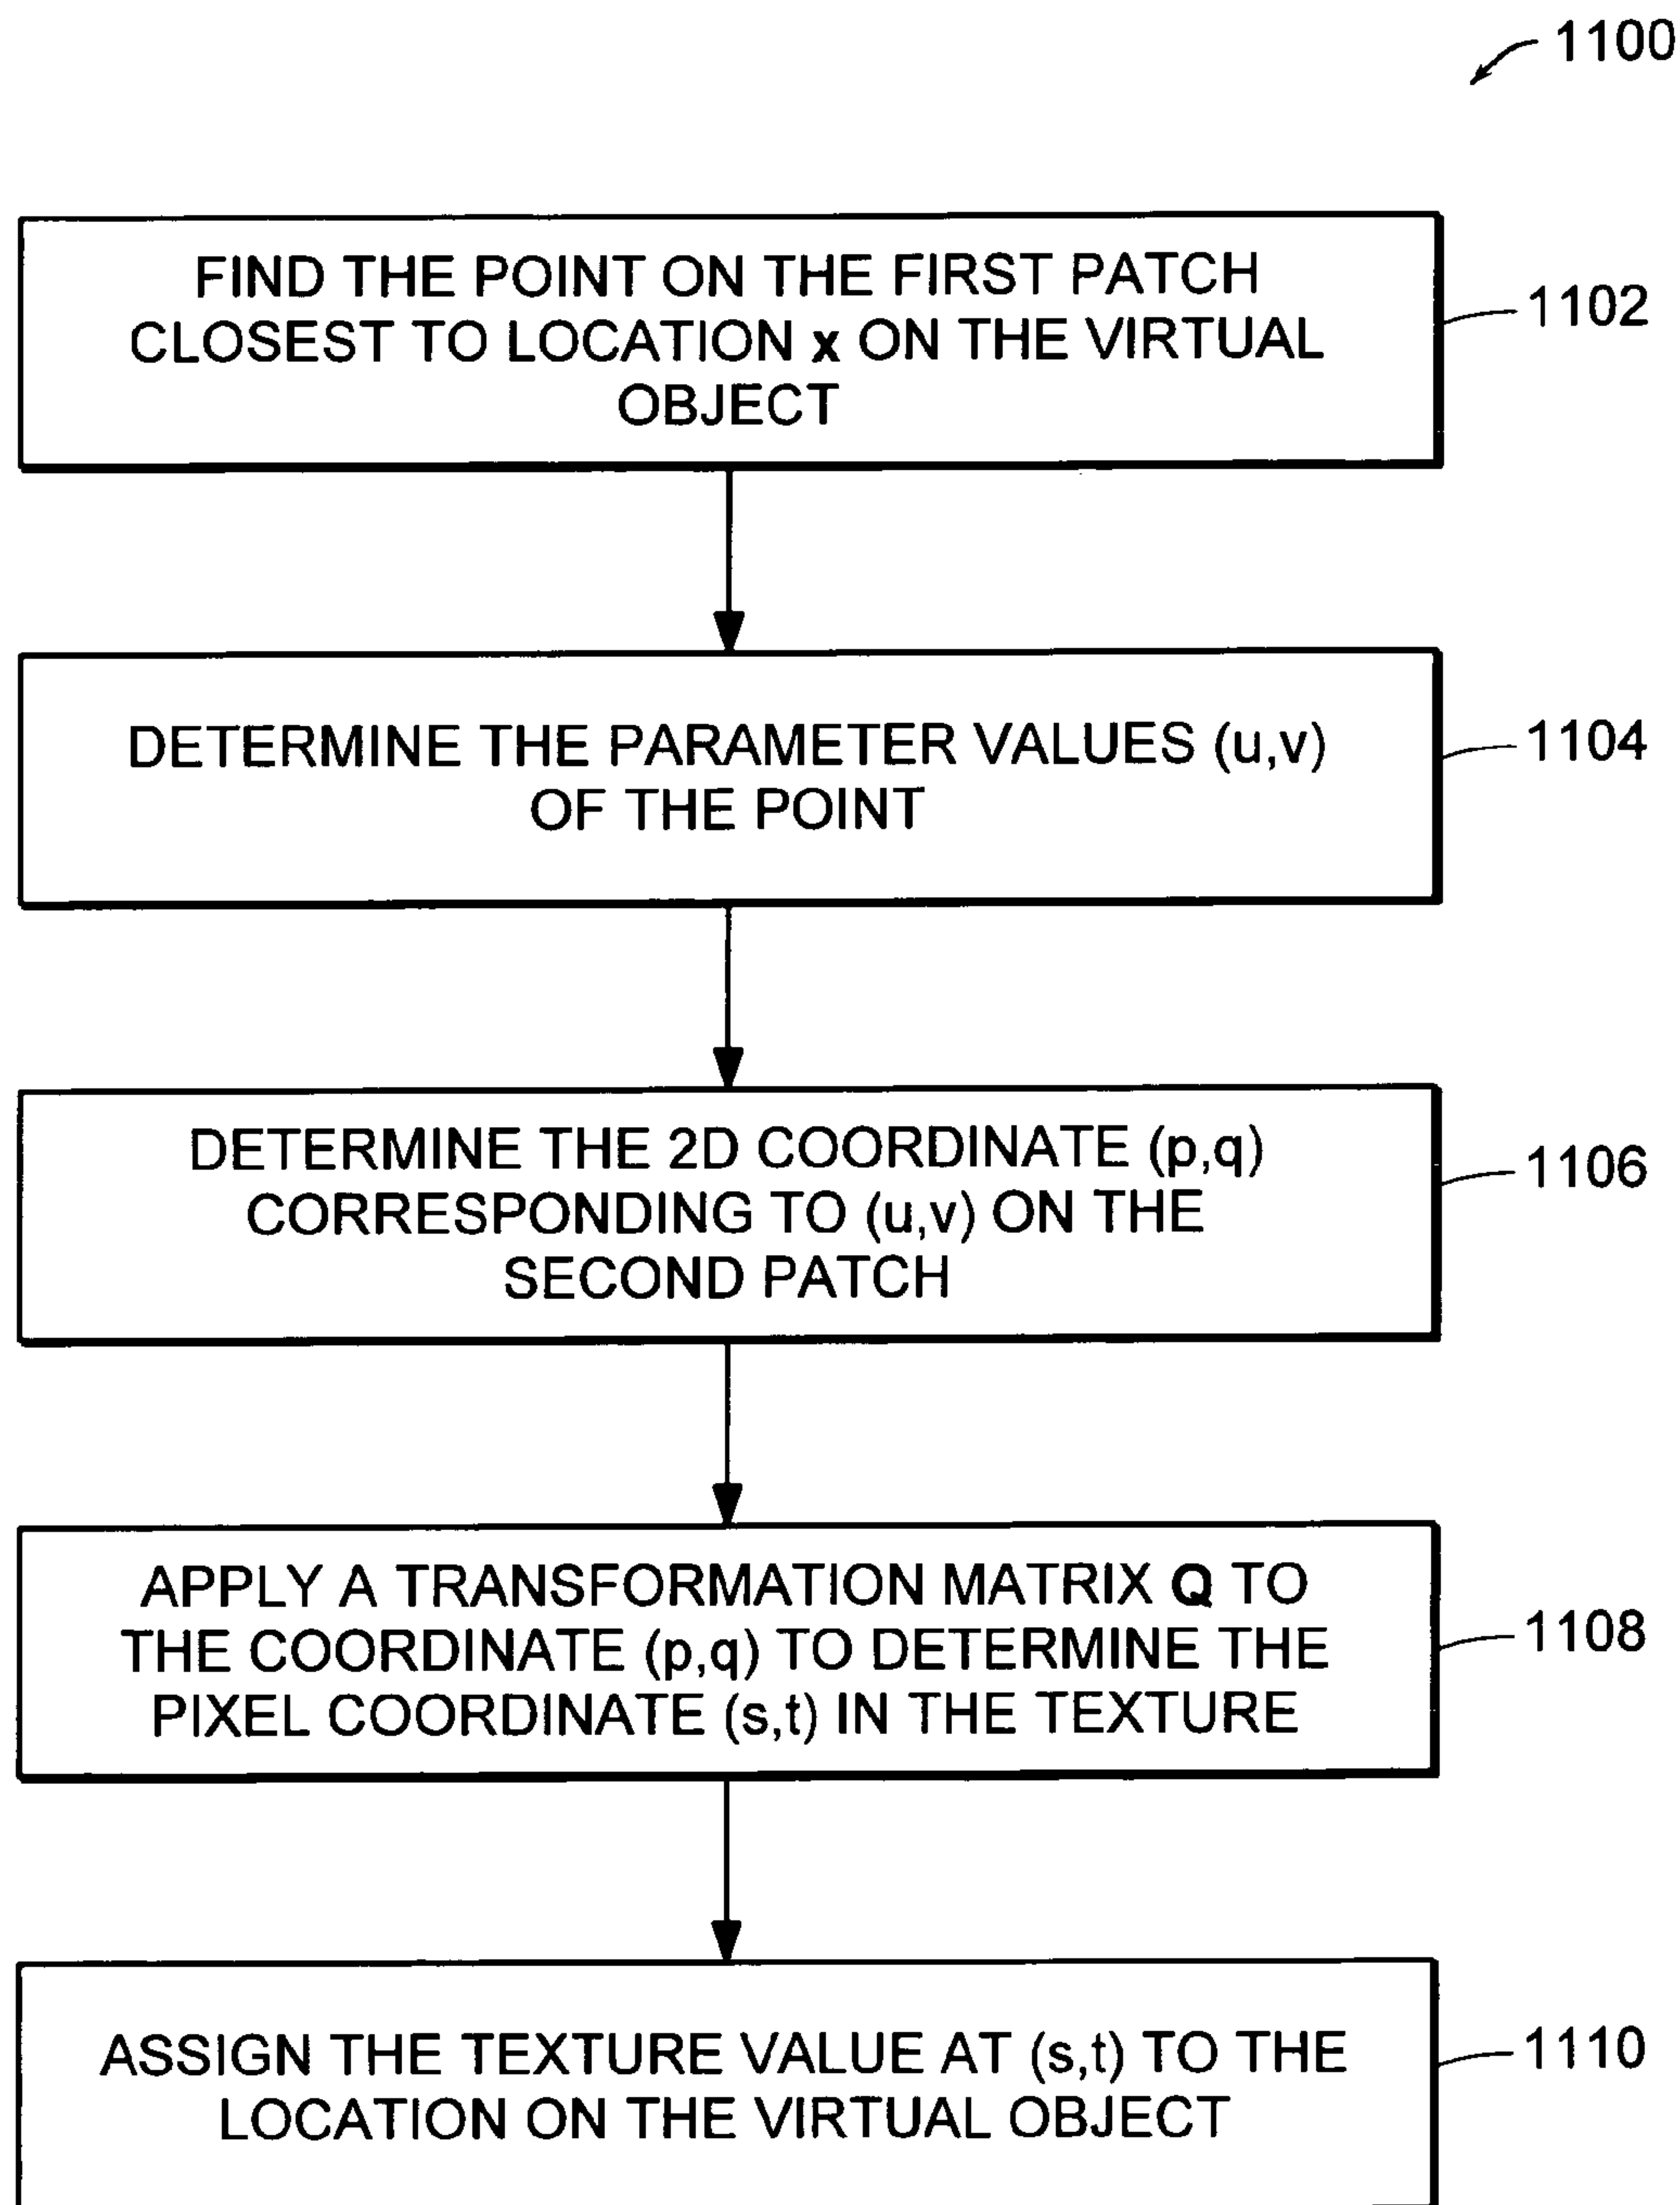 1100
FIND THE POINT ON THE FIRST PATCH
CLOSEST TO LOCATION x ON THE VIRTUAL
OBJECT
1102
DETERMINE THE PARAMETER VALUES (u,v)
OF THE POINT
1104
DETERMINE THE 2D COORDINATE (p,q)
CORRESPONDING TO (u,v) ON THE
SECOND PATCH
1106
APPLY A TRANSFORMATION MATRIX Q TO
THE COORDINATE (p,q) TO DETERMINE THE
PIXEL COORDINATE (s,t) IN THE TEXTURE
1108
ASSIGN THE TEXTURE VALUE AT (s,t) TO THE
LOCATION ON THE VIRTUAL OBJECT
1110